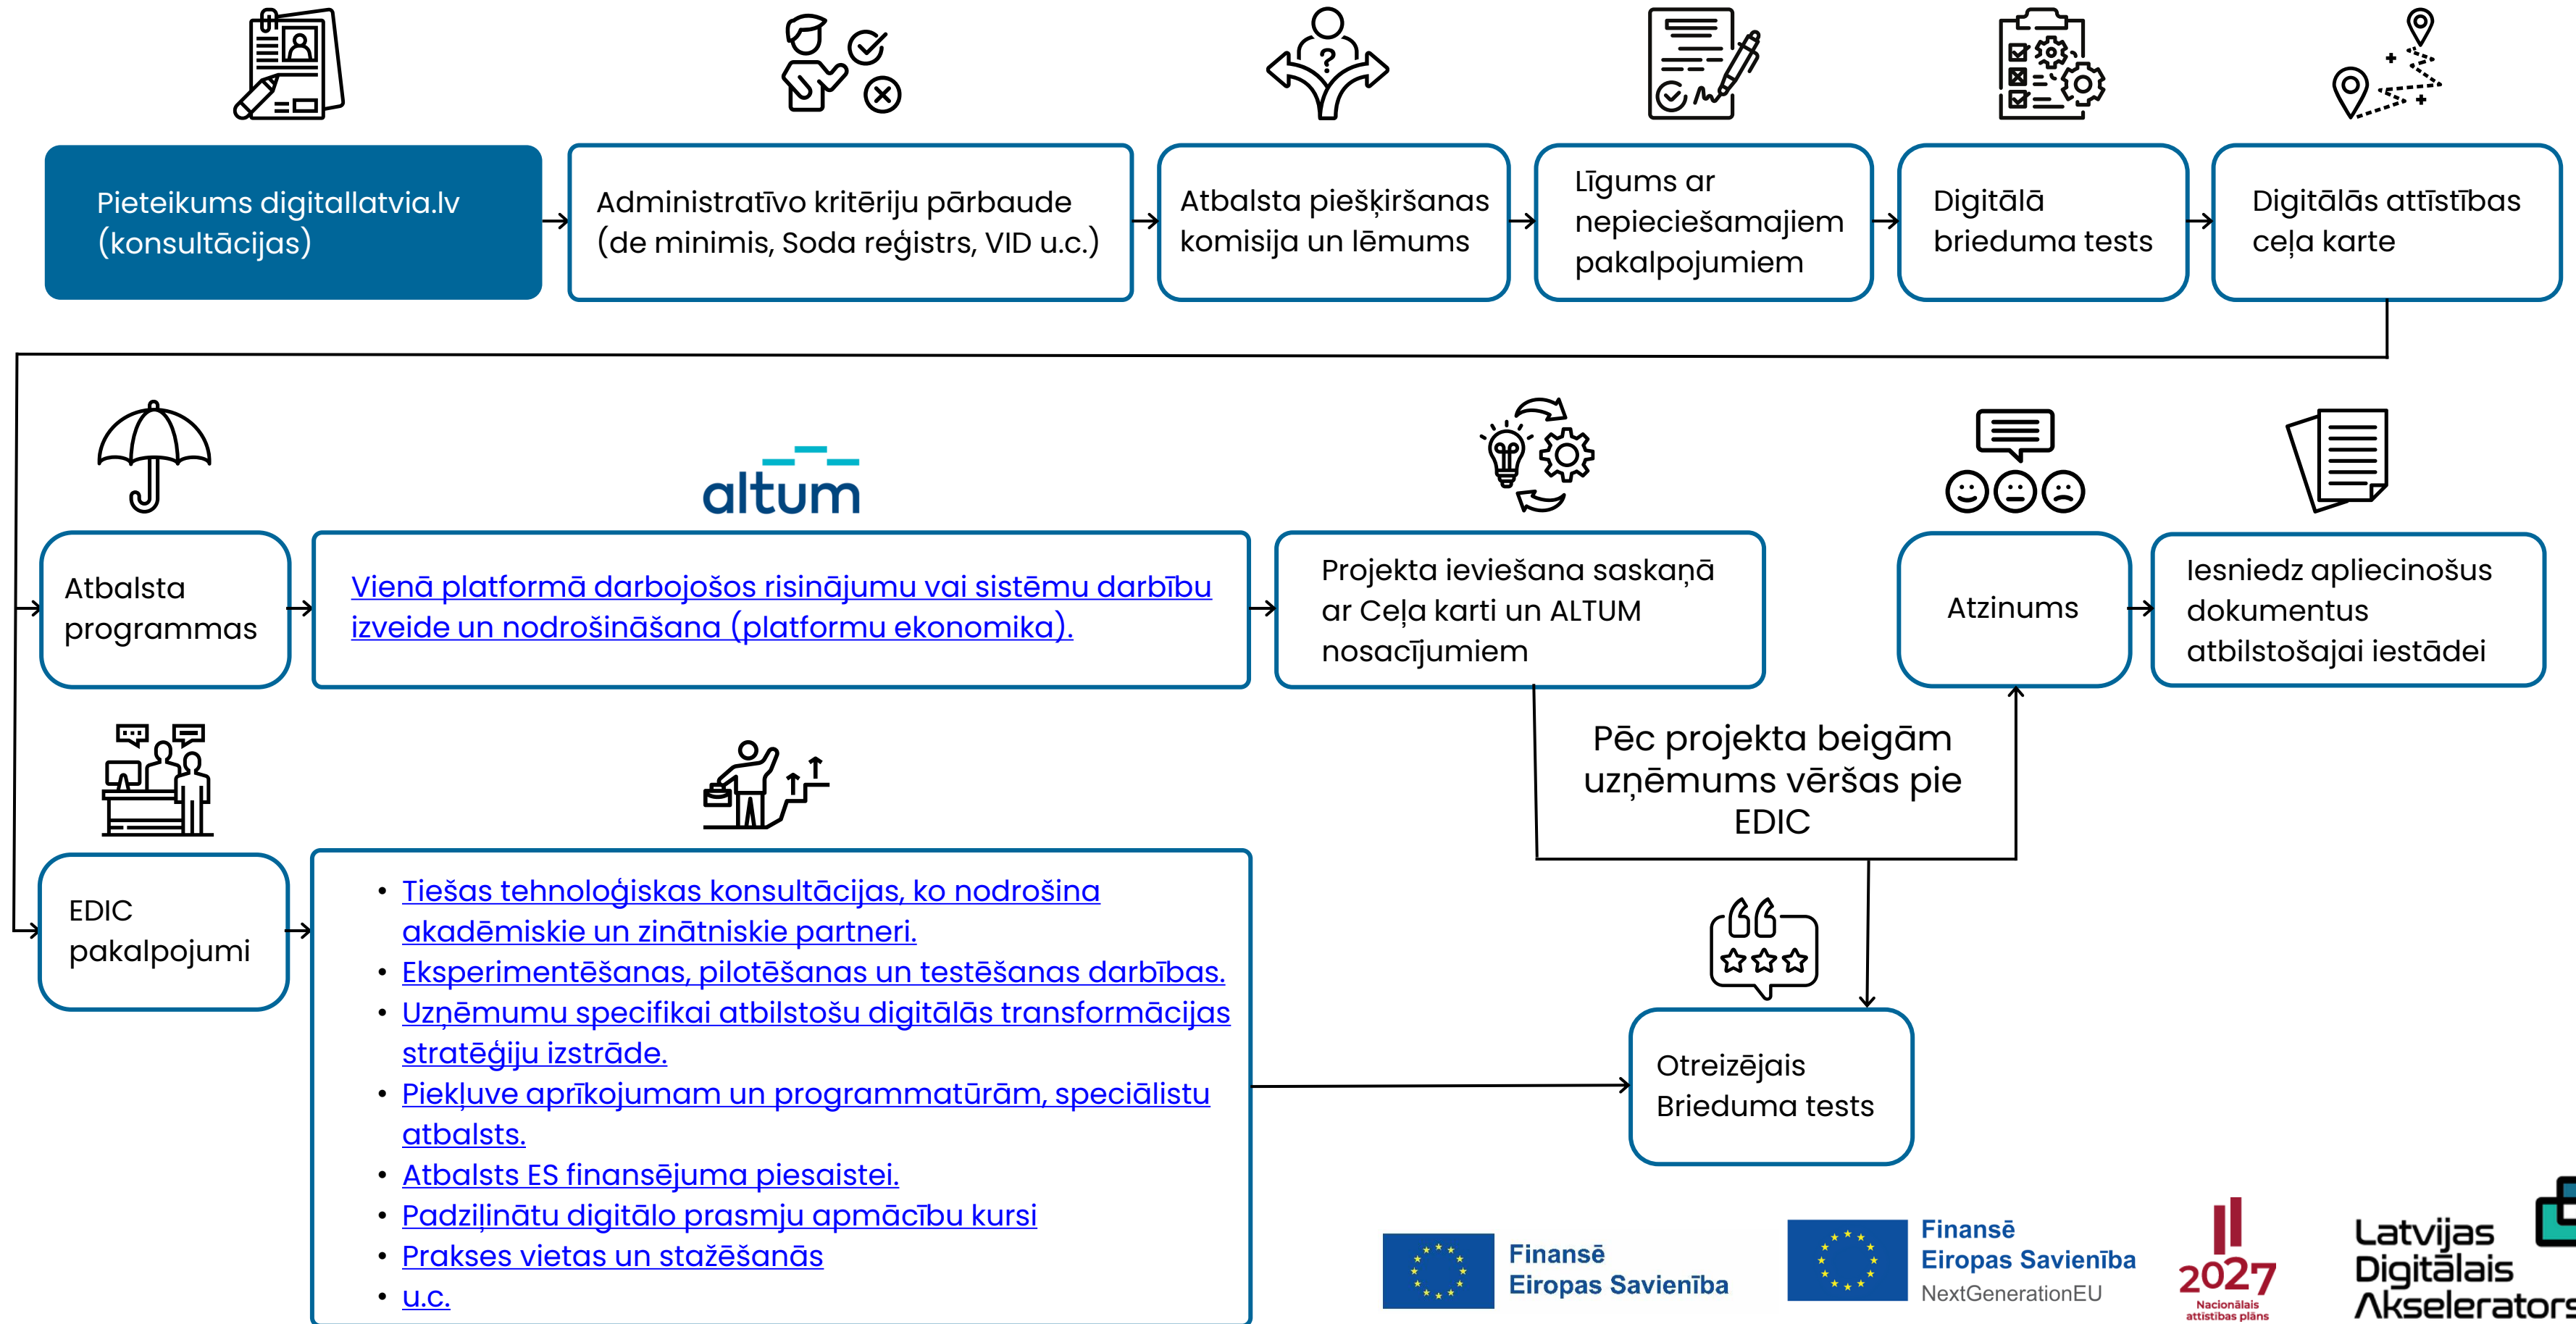 Pieteikums digitallatvia.lv
(konsultācijas)
Administratīvo kritēriju pārbaude
(de minimis, Soda reģistrs, VID u.c.)
Atbalsta piešķiršanas
komisija un lēmums
Līgums ar
nepieciešamajiem
pakalpojumiem
Digitālā
brieduma tests
Digitālās attīstības
ceļa karte
altum
Atbalsta
programmas
Vienā platformā darbojošos risinājumu vai sistēmu darbību
izveide un nodrošināšana (platformu ekonomika).
Projekta ieviešana saskaņā
ar Ceļa karti un ALTUM
nosacījumiem
Atzinums
Iesniedz apliecinošus
dokumentus
atbilstošajai iestādei
Pēc projekta beigām
uzņēmums vēršas pie
EDIC
EDIC
pakalpojumi
• Tiešas tehnoloģiskas konsultācijas, ko nodrošina
akadēmiskie un zinātniskie partneri.
• Eksperimentēšanas, pilotēšanas un testēšanas darbības.
• Uzņēmumu specifikai atbilstošu digitālās transformācijas
stratēģiju izstrāde.
• Piekļuve aprīkojumam un programmatūrām, speciālistu
atbalsts.
• Atbalsts ES finansējuma piesaistei.
• Padziļinātu digitālo prasmju apmācību kursi
• Prakses vietas un stažēšanās
• u.c.
Otreizējais
Brieduma tests
Finansē
Eiropas Savienība
Finansē
Eiropas Savienība
NextGenerationEU
2027
Nacionālais
attīstības plāns
Latvijas
Digitālais
Akselerators